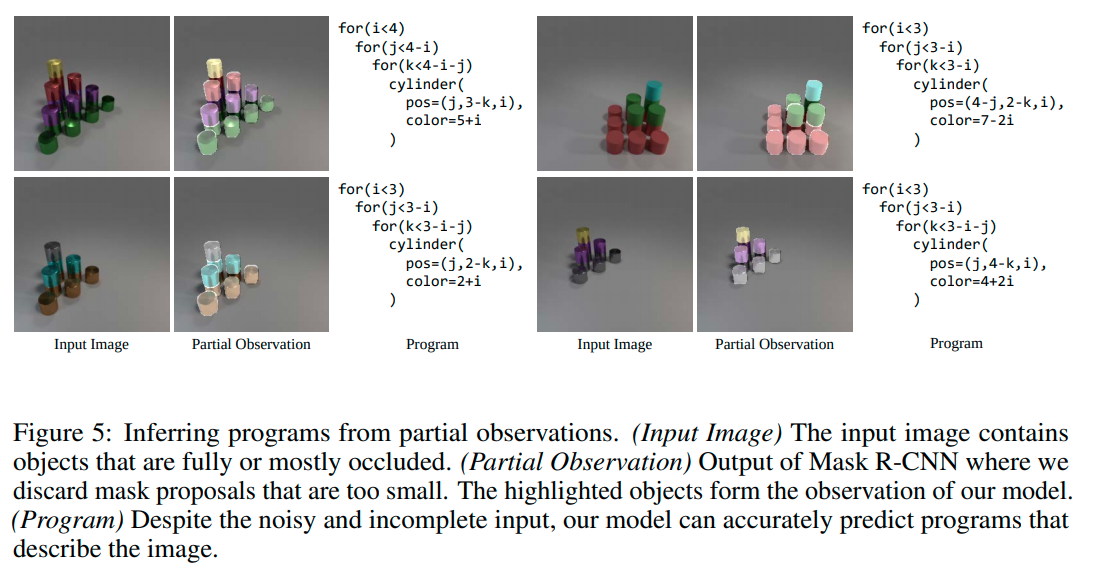 for(i<4)
for(j<4-i)
for(k<4-i-j)
cylinder(
pos=(j,3-k,i),
color=5+i
)
for(i<3)
for(j<3-i)
for(k<3-i)
cylinder(
pos=(4-j,2-k,i),
color=7-2i
)
for(i<3)
for(j<3-i)
for(k<3-i-j)
cylinder(
pos=(j,2-k,i),
color=2+i
)
for(i<3)
for(j<3-i)
for(k<3-i-j)
cylinder(
pos=(j,4-k,i),
color=4+2i
)
Input Image Partial Observation Program Input Image Partial Observation Program
Figure 5: Inferring programs from partial observations. (Input Image) The input image contains
objects that are fully or mostly occluded. (Partial Observation) Output of Mask R-CNN where we
discard mask proposals that are too small. The highlighted objects form the observation of our model.
(Program) Despite the noisy and incomplete input, our model can accurately predict programs that
describe the image.